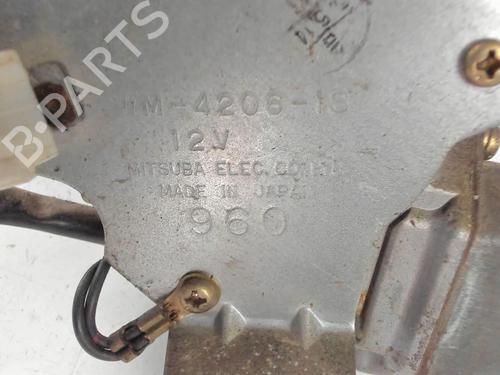 WM-4206-1S
12V
MITSUBA ELEC. CO. LTD
MADE IN JAPAN
960
B-PARTS